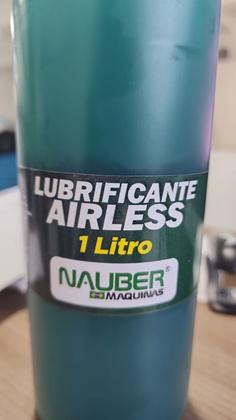 LUBRIFICANTE
AIRLESS
1 Litro
NAUBER®
MAQUINAS